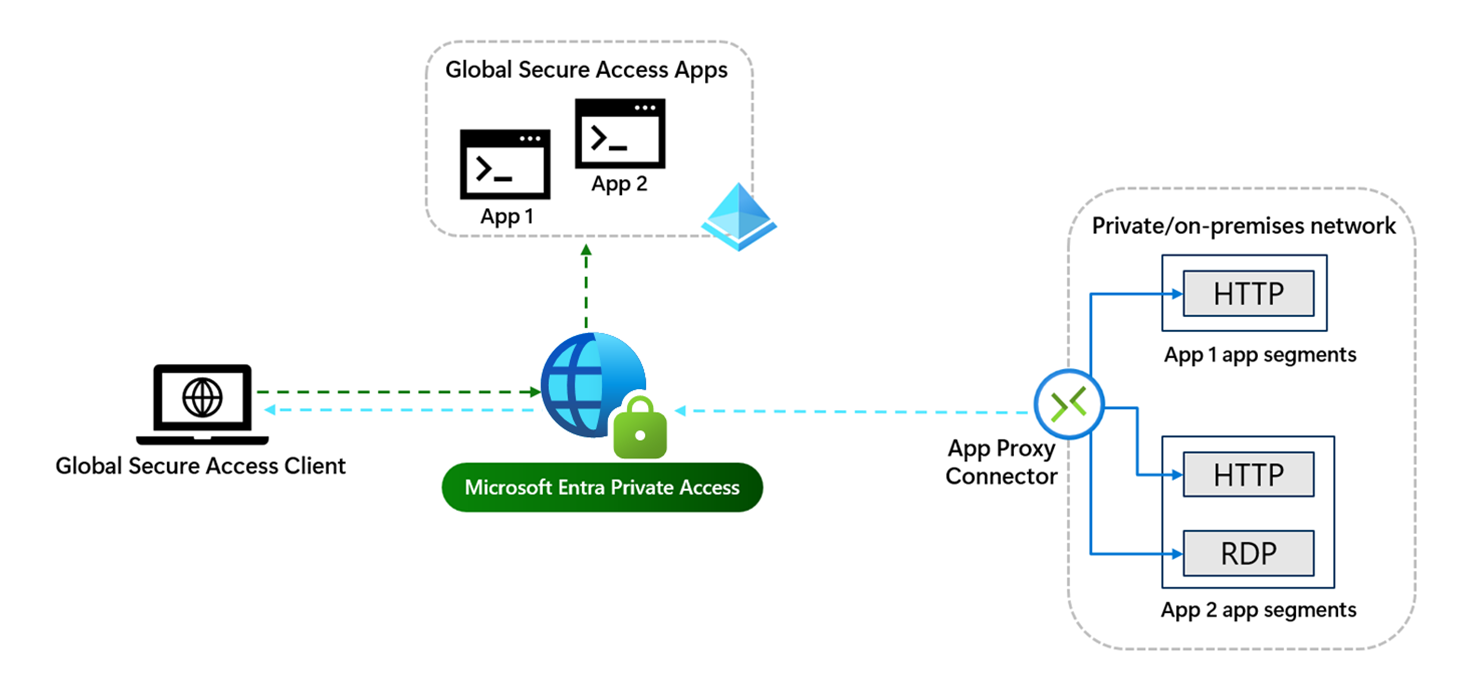 Global Secure Access Apps
App 1
App 2
Private/on-premises network
HTTP
App 1 app segments
Global Secure Access Client
Microsoft Entra Private Access
App Proxy
Connector
HTTP
RDP
App 2 app segments